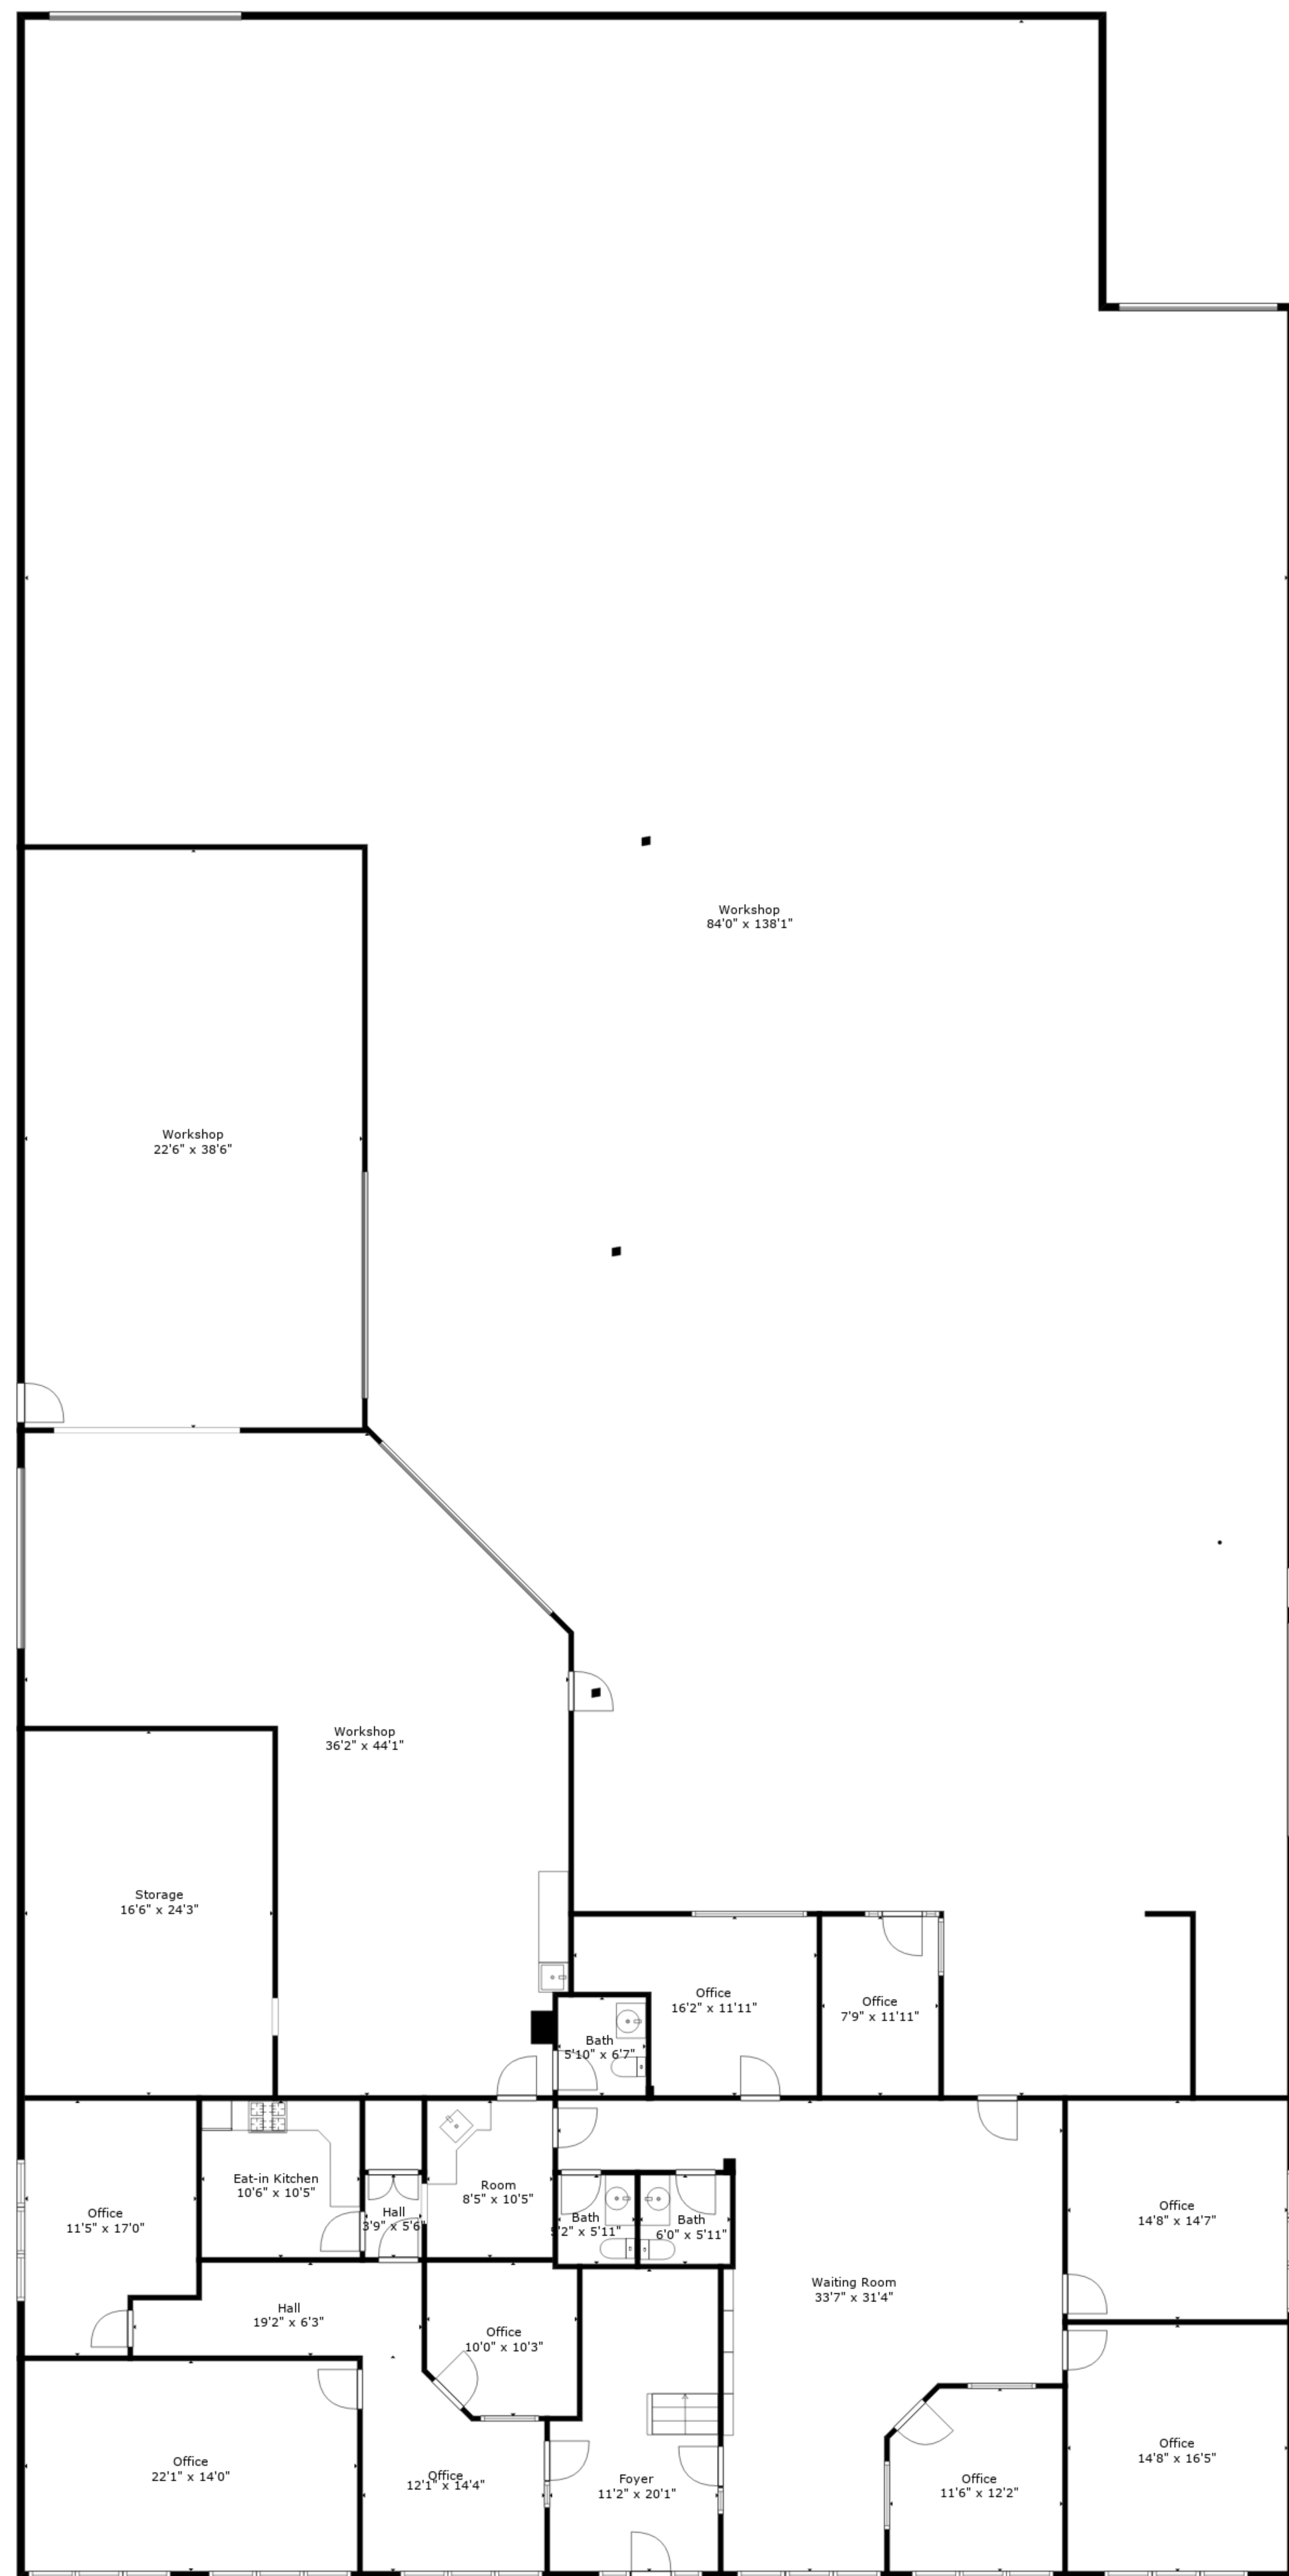 Workshop
84'0" x 138'1"
Workshop
22'6" x 38'6"
Workshop
36'2" x 44'1"
Storage
16'6" x 24'3"
Office
16'2" x 11'11"
Office
7'9" x 11'11"
Bath
5'10" x 6'7"
Eat-in Kitchen
10'6" x 10'5"
Room
8'5" x 10'5"
Office
11'5" x 17'0"
Hall
3'9" x 5'6"
Bath
5'2" x 5'11"
Bath
6'0" x 5'11"
Office
14'8" x 14'7"
Waiting Room
33'7" x 31'4"
Hall
19'2" x 6'3"
Office
10'0" x 10'3"
Office
22'1" x 14'0"
Office
12'1" x 14'4"
Foyer
11'2" x 20'1"
Office
11'6" x 12'2"
Office
14'8" x 16'5"